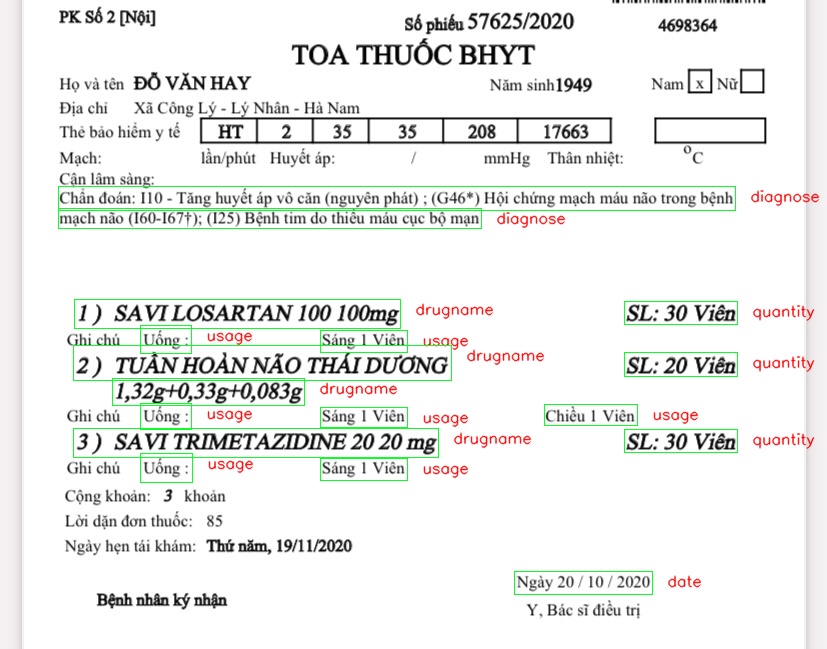 PK Số 2 [Nội]
Số phiếu 57625/2020
4698364
TOA THUỐC BHYT
Họ và tên ĐỖ VĂN HAY Năm sinh1949 Nam x Nữ
Địa chỉ Xã Công Lý - Lý Nhân - Hà Nam
Thẻ bảo hiểm y tế HT 2 35 35 208 17663
Mạch: lần/phút Huyết áp: / mmHg Thân nhiệt: °C
Cận lâm sàng:
Chẩn đoán: I10 - Tăng huyết áp vô căn (nguyên phát) ; (G46*) Hội chứng mạch máu não trong bệnh diagnose
mạch não (I60-I67†); (I25) Bệnh tim do thiếu máu cục bộ mạn diagnose
1 ) SAVI LOSARTAN 100 100mg drugname SL: 30 Viên quantity
Ghi chú Uống : usage Sáng 1 Viên usage
2 ) TUẦN HOÀN NÃO THÁI DƯƠNG drugname SL: 20 Viên quantity
1,32g+0,33g+0,083g drugname
Ghi chú Uống : usage Sáng 1 Viên usage Chiều 1 Viên usage
3 ) SAVI TRIMETAZIDINE 20 20 mg drugname SL: 30 Viên quantity
Ghi chú Uống : usage Sáng 1 Viên usage
Cộng khoản: 3 khoản
Lời dặn đơn thuốc: 85
Ngày hẹn tái khám: Thứ năm, 19/11/2020
Ngày 20 / 10 / 2020 date
Bệnh nhân ký nhận
Y, Bác sĩ điều trị